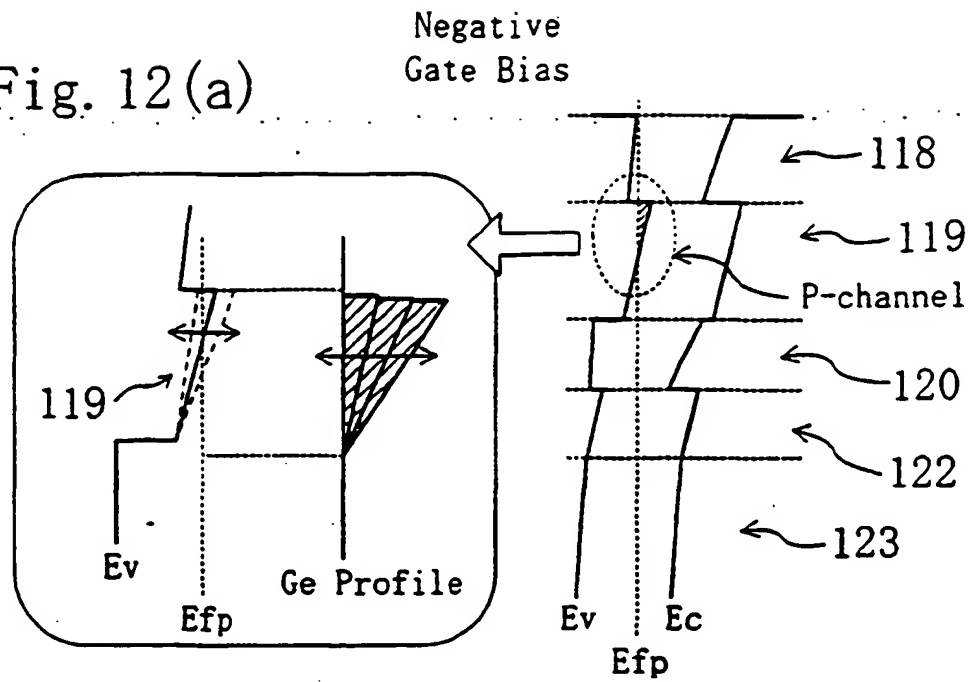 Negative
Gate Bias
Fig. 12(a)
118
119
P-channel
120
122
123
119
Ev
Efp
Ge Profile
Ev
Ec
Efp